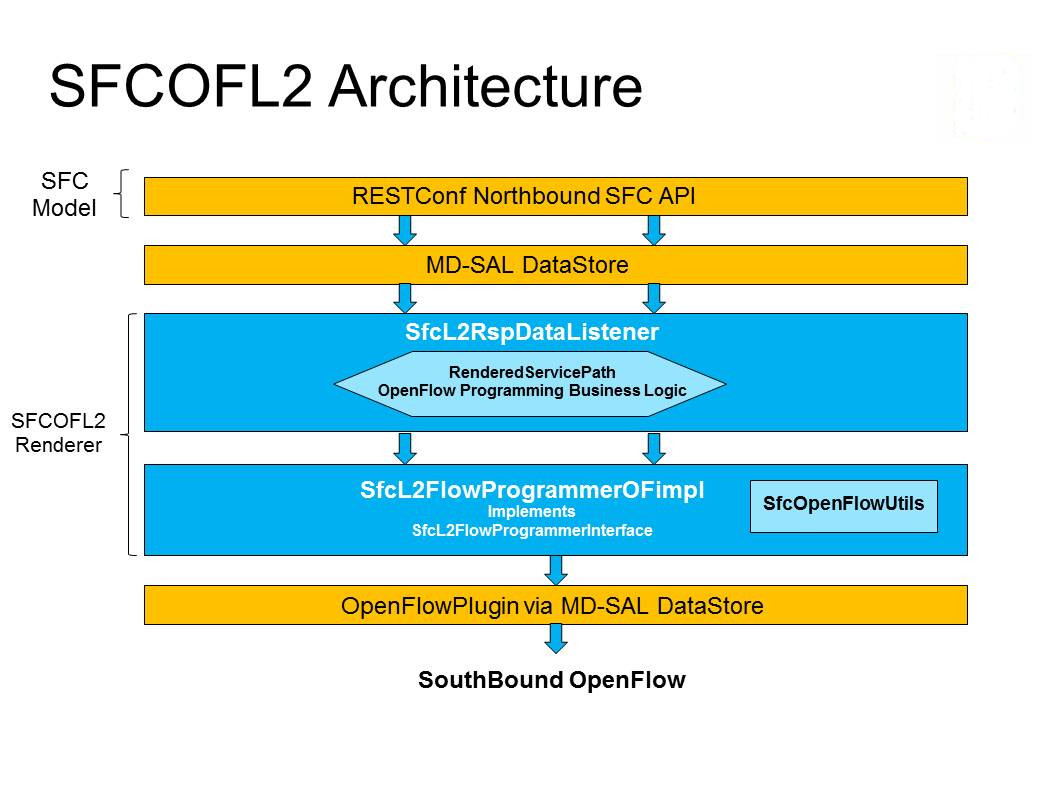 SFCOFL2 Architecture
SFC
Model
RESTConf Northbound SFC API
MD-SAL DataStore
SfcL2RspDataListener
RenderedServicePath
OpenFlow Programming Business Logic
SFCOFL2
Renderer
SfcL2FlowProgrammerOFimpl
Implements
SfcL2FlowProgrammerInterface
SfcOpenFlowUtils
OpenFlowPlugin via MD-SAL DataStore
SouthBound OpenFlow